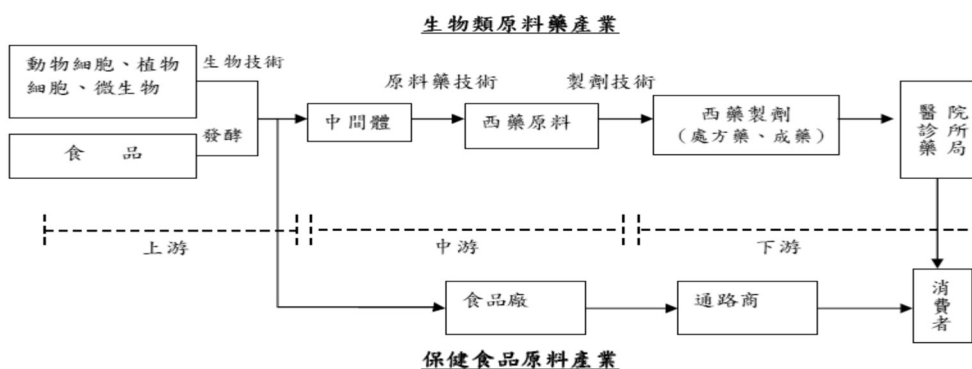 生物類原料藥產業
動物細胞、植物
細胞、微生物
生物技術
原料藥技術
製劑技術
中間體
西藥原料
西藥製劑
(處方藥、成藥)
醫院
診所
藥局
發酵
食 品
上游
中游
下游
食品廠
通路商
消費者
保健食品原料產業